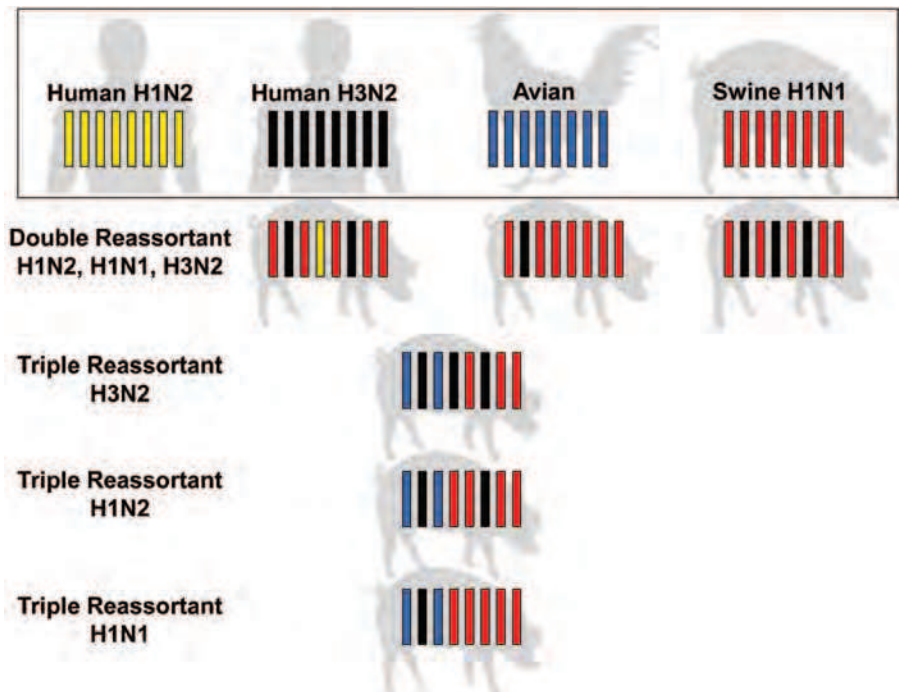 Human H1N2
Human H3N2
Avian
Swine H1N1
Double Reassortant
H1N2, H1N1, H3N2
Triple Reassortant
H3N2
Triple Reassortant
H1N2
Triple Reassortant
H1N1